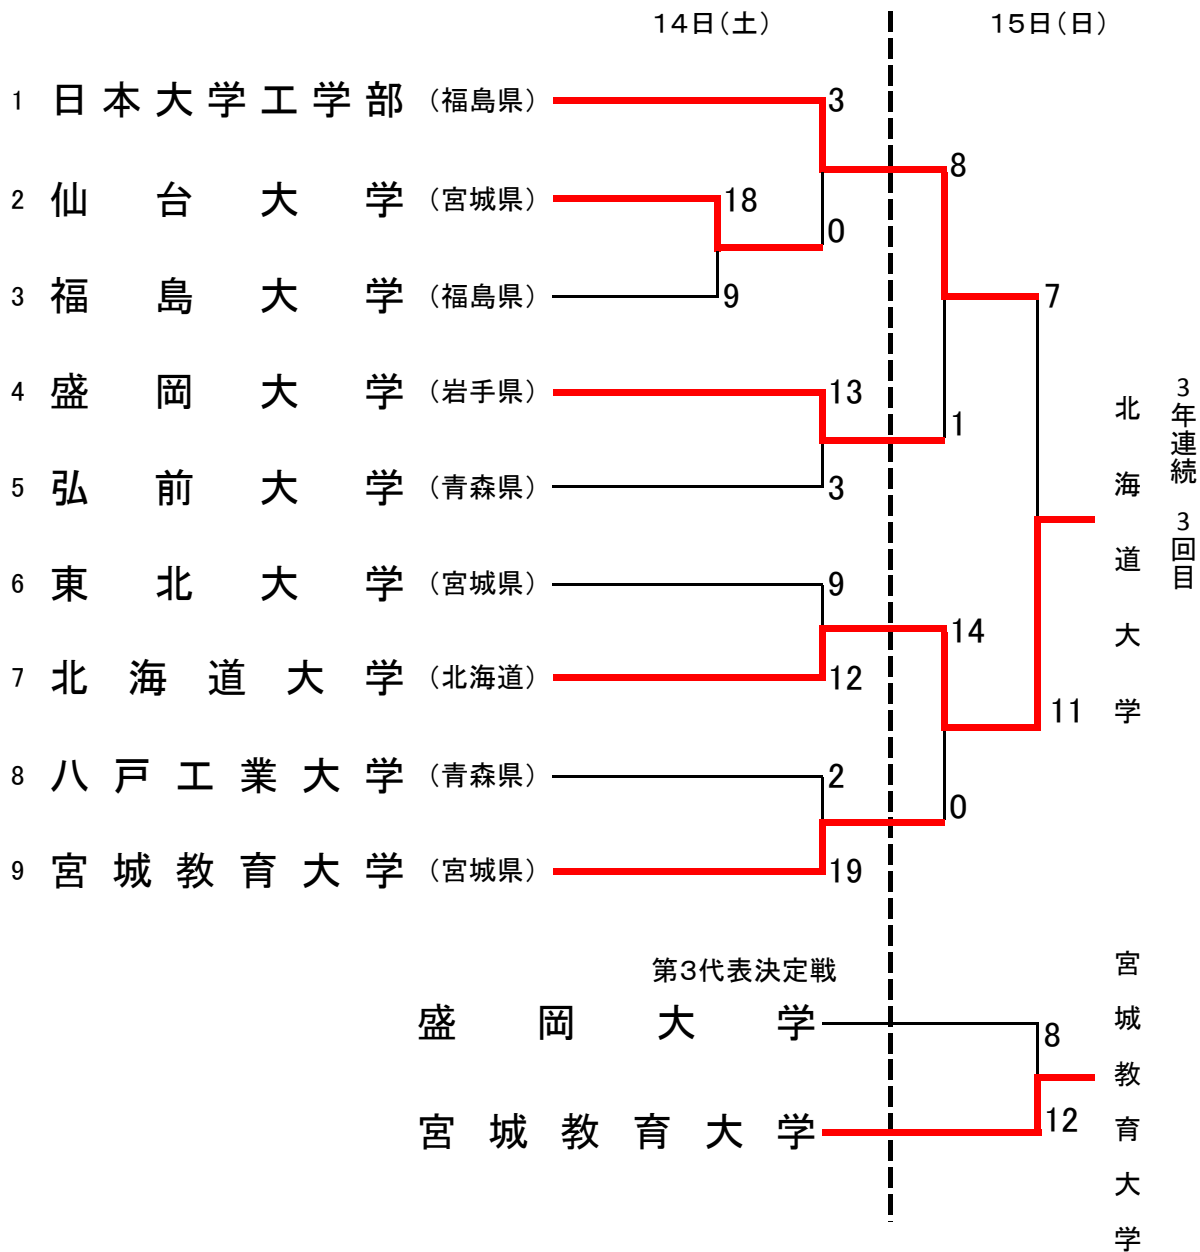 14日(土) 15日(日)
1 日本大学工学部 (福島県) 3
8
2 仙台大学 (宮城県) 18
0
3 福島大学 (福島県) 9 7
4 盛岡大学 (岩手県) 13
1
5 弘前大学 (青森県) 3
6 東北大学 (宮城県) 9
14
7 北海道大学 (北海道) 12
11
8 八戸工業大学 (青森県) 2
0
9 宮城教育大学 (宮城県) 19
北海道大学
3年連続 3回目
第3代表決定戦
盛岡大学 8
宮城教育大学 12
宮城教育大学